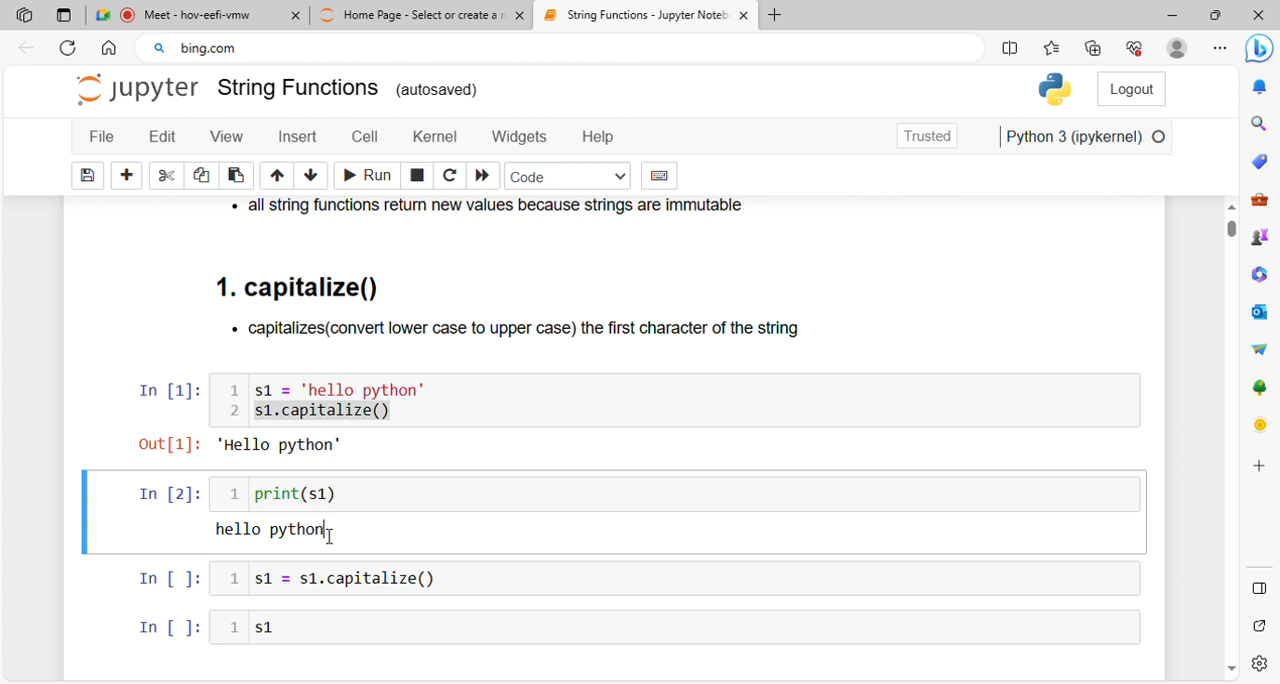 Meet - hov-eefi-vmw
Home Page - Select or create a n
String Functions - Jupyter Noteb
bing.com
jupyter String Functions (autosaved)
Logout
File Edit View Insert Cell Kernel Widgets Help
Trusted
Python 3 (ipykernel)
Run
Code
• all string functions return new values because strings are immutable
1. capitalize()
• capitalizes(convert lower case to upper case) the first character of the string
In [1]: 1 s1 = 'hello python'
2 s1.capitalize()
Out[1]: 'Hello python'
In [2]: 1 print(s1)
hello python
In [ ]: 1 s1 = s1.capitalize()
In [ ]: 1 s1